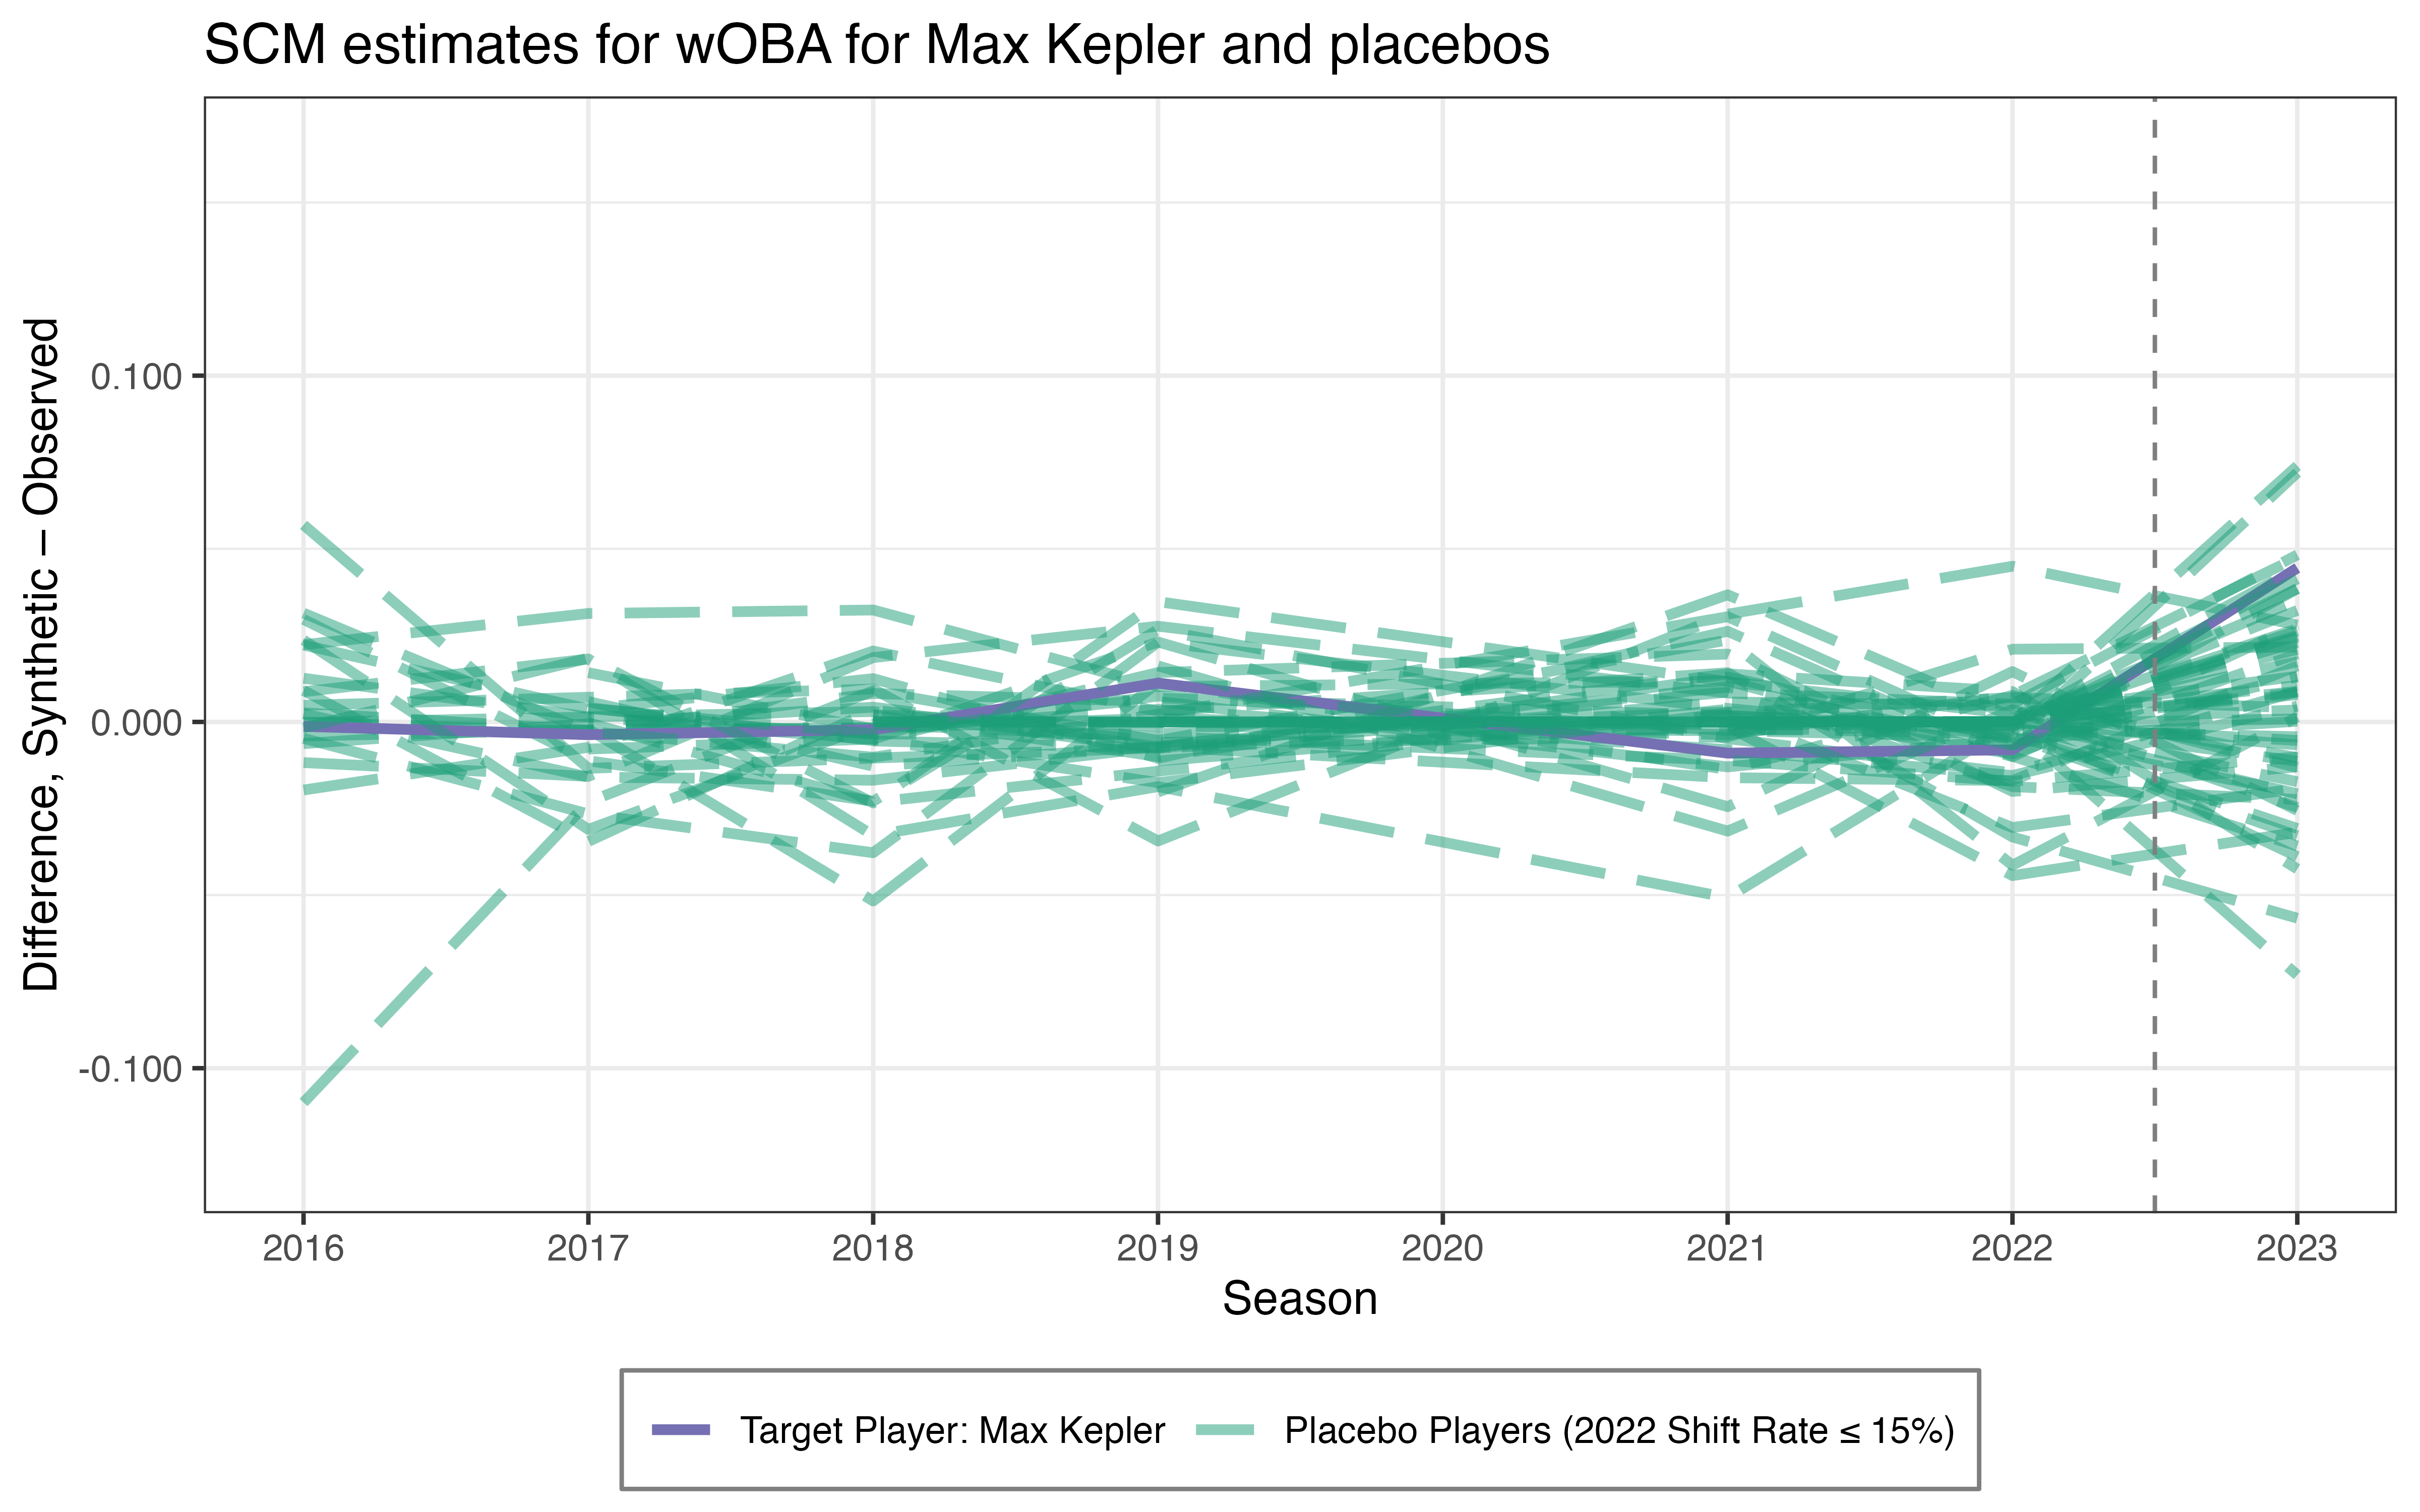 SCM estimates for wOBA for Max Kepler and placebos
Difference, Synthetic – Observed
0.100
0.000
-0.100
2016 2017 2018 2019 2020 2021 2022 2023
Season
Target Player: Max Kepler Placebo Players (2022 Shift Rate ≤ 15%)